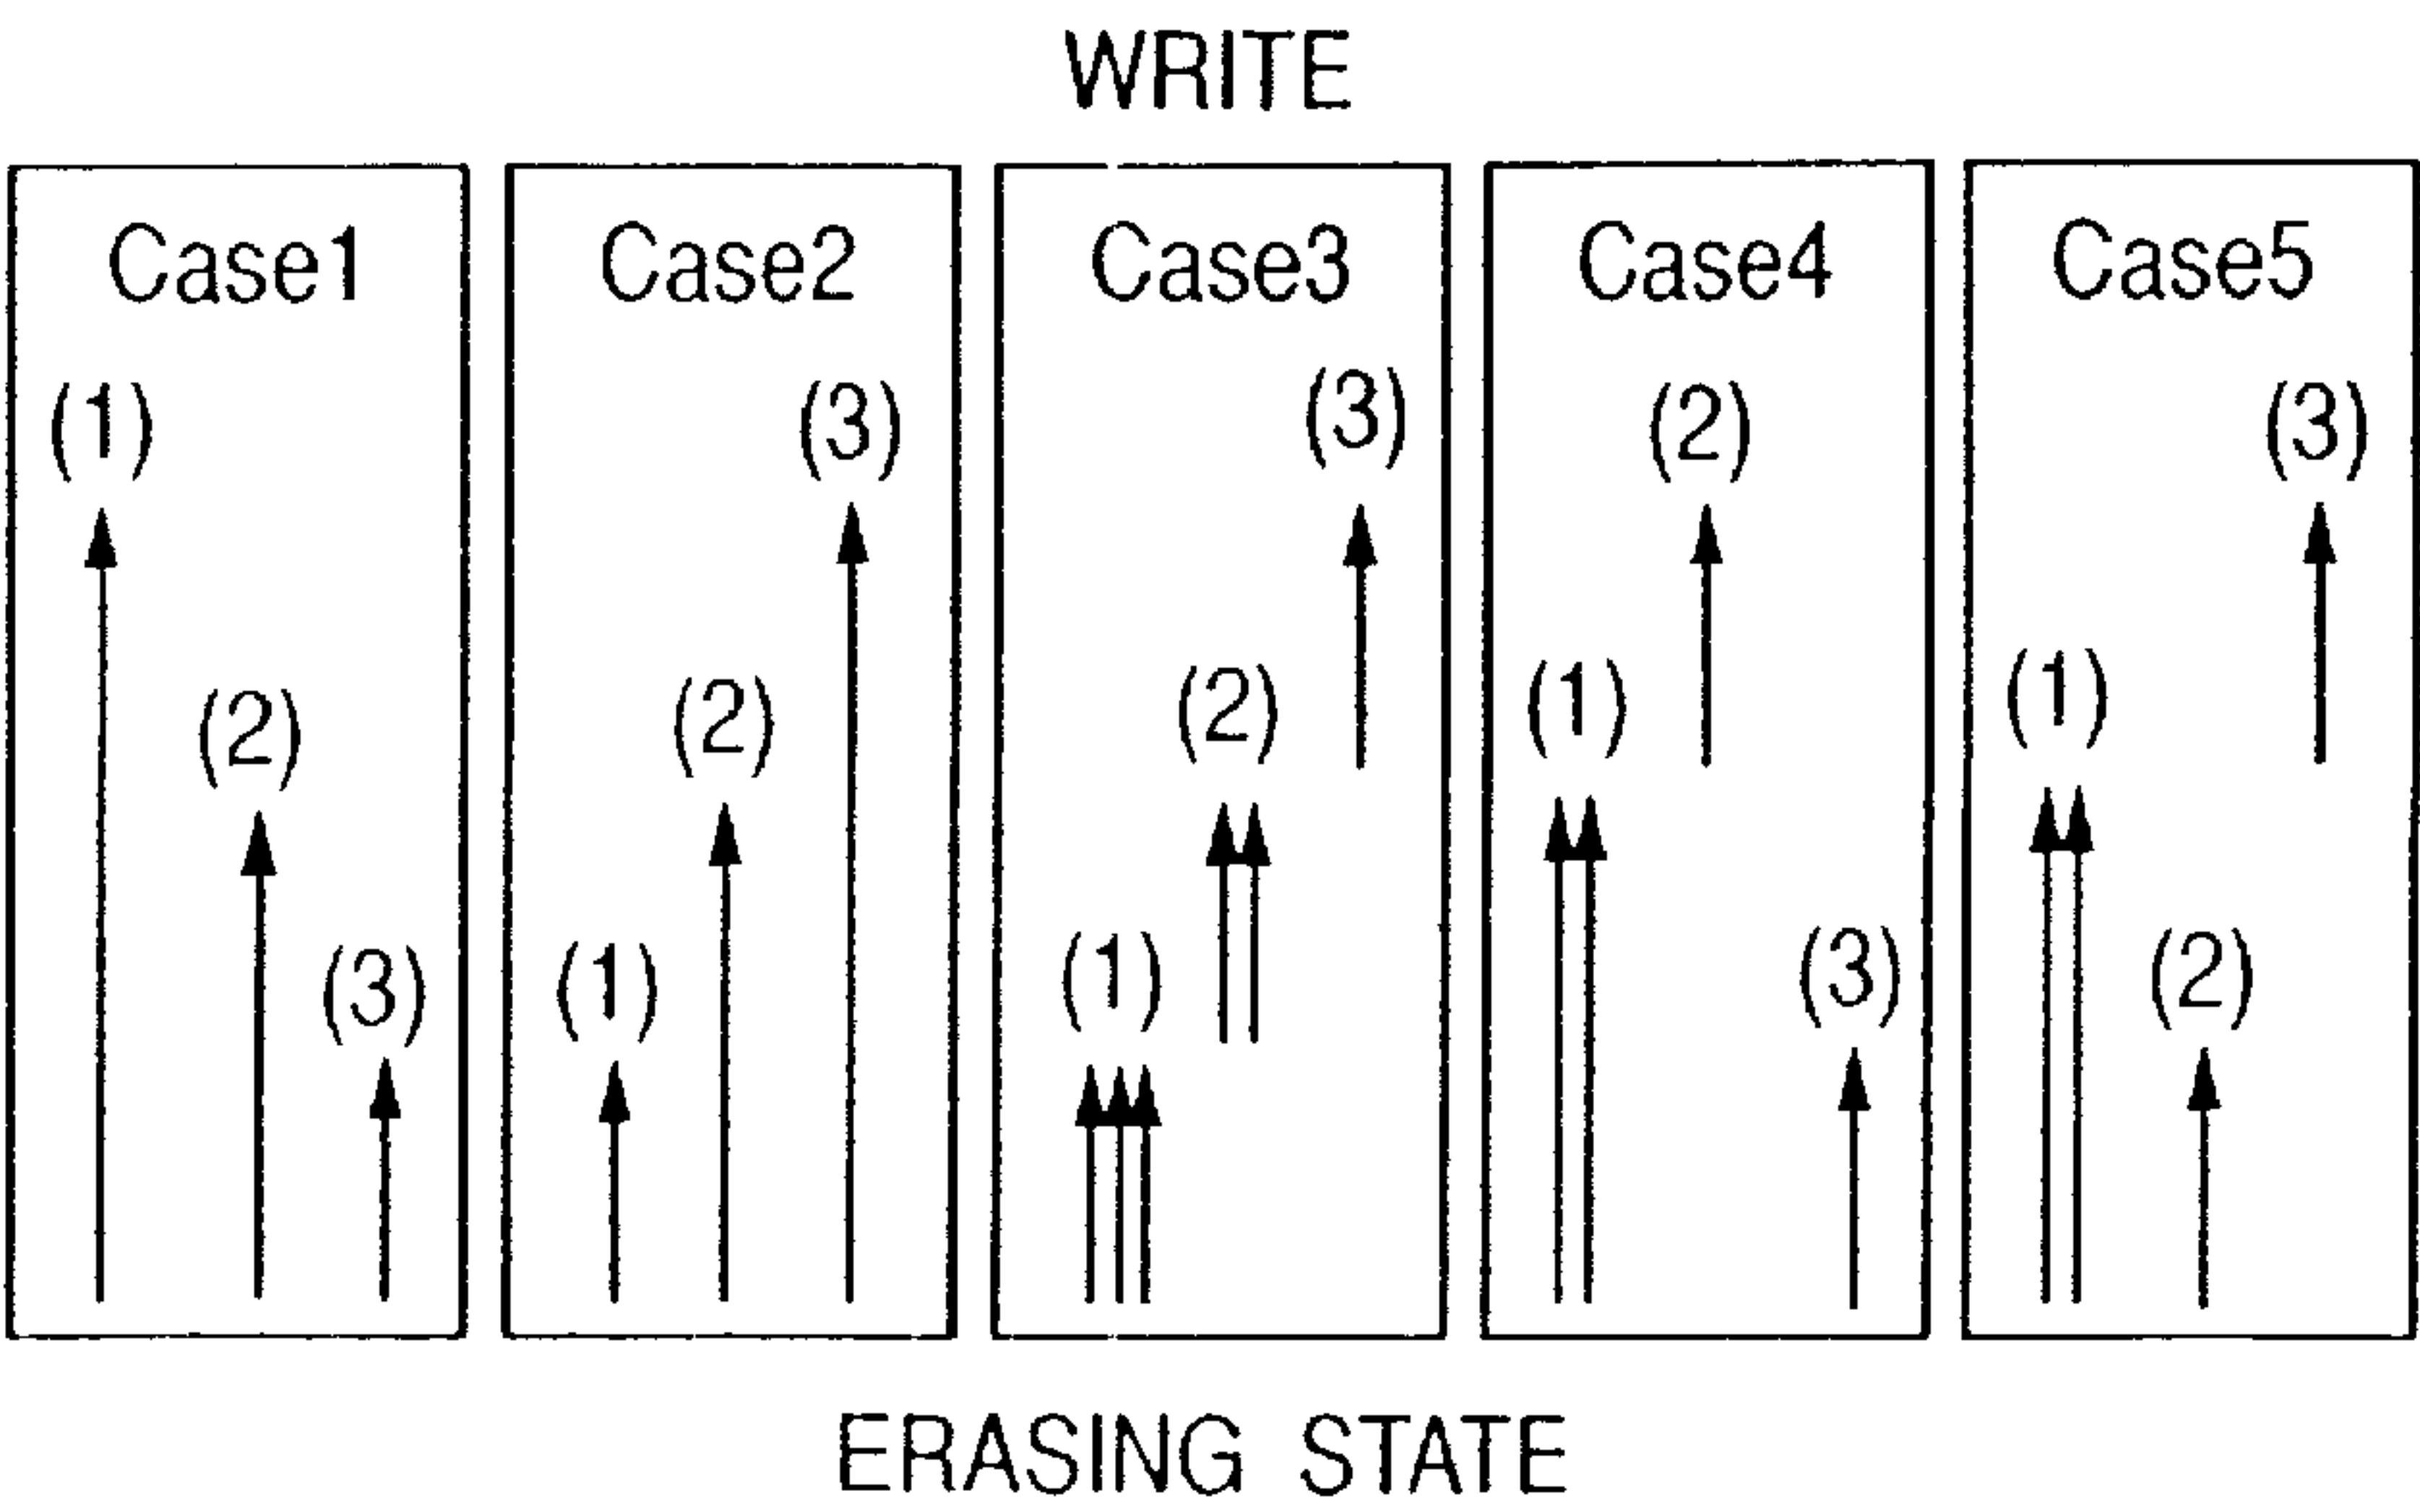 WRITE
Case1 Case2 Case3 Case4 Case5
(1) (3) (3) (2) (3)
(2) (2) (2) (1) (1)
(3) (1) (1) (3) (2)
ERASING STATE